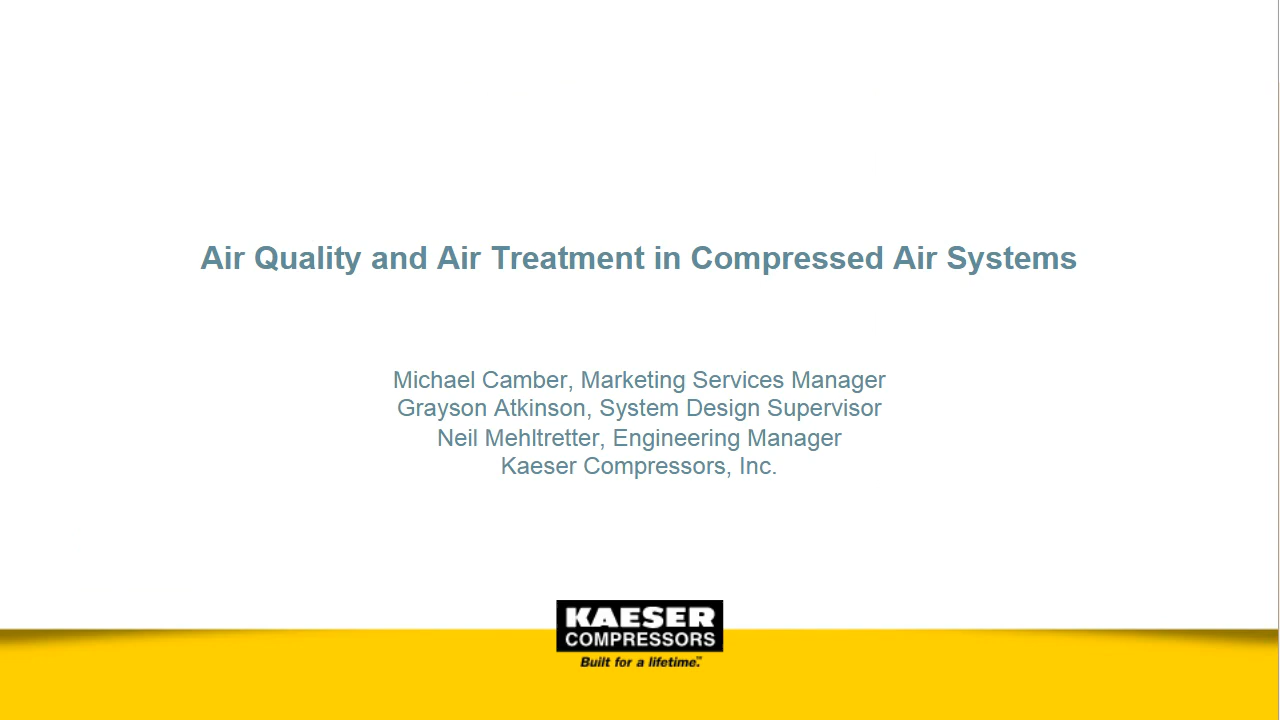 Air Quality and Air Treatment in Compressed Air Systems
Michael Camber, Marketing Services Manager
Grayson Atkinson, System Design Supervisor
Neil Mehltretter, Engineering Manager
Kaeser Compressors, Inc.
KAESER
COMPRESSORS
Built for a lifetime.™